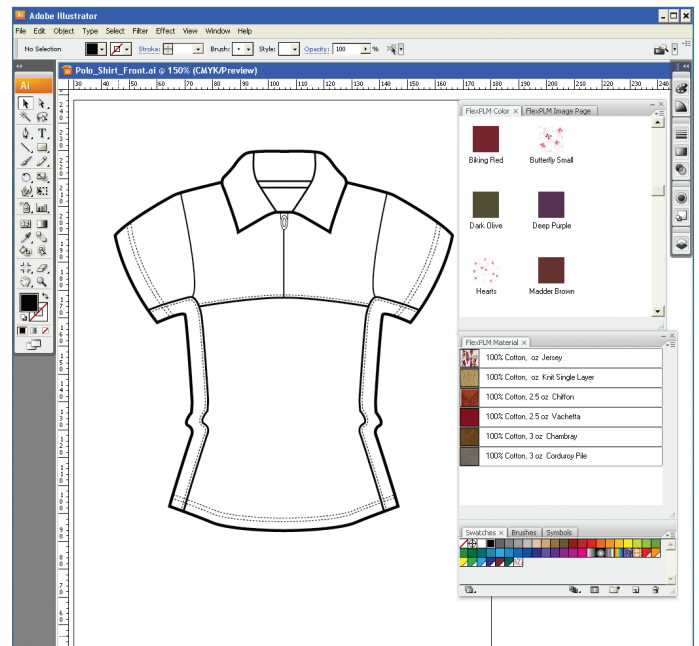 Adobe Illustrator
File Edit Object Type Select Filter Effect View Window Help
No Selection Stroke: Brush: Style: Opacity: 100 %
Polo_Shirt_Front.ai @ 150% (CMYK/Preview)
Ai
30 40 50 60 70 80 90 100 110 120 130 140 150 160 170 180 190 200 210 220 230 240
FlexPLM Color × FlexPLM Image Page
Biking Red Butterfly Small
Dark Olive Deep Purple
Hearts Madder Brown
FlexPLM Material ×
100% Cotton, oz Jersey
100% Cotton, oz Knit Single Layer
100% Cotton, 2.5 oz Chiffon
100% Cotton, 2.5 oz Vachetta
100% Cotton, 3 oz Chambray
100% Cotton, 3 oz Corduroy Pile
Swatches × Brushes Symbols